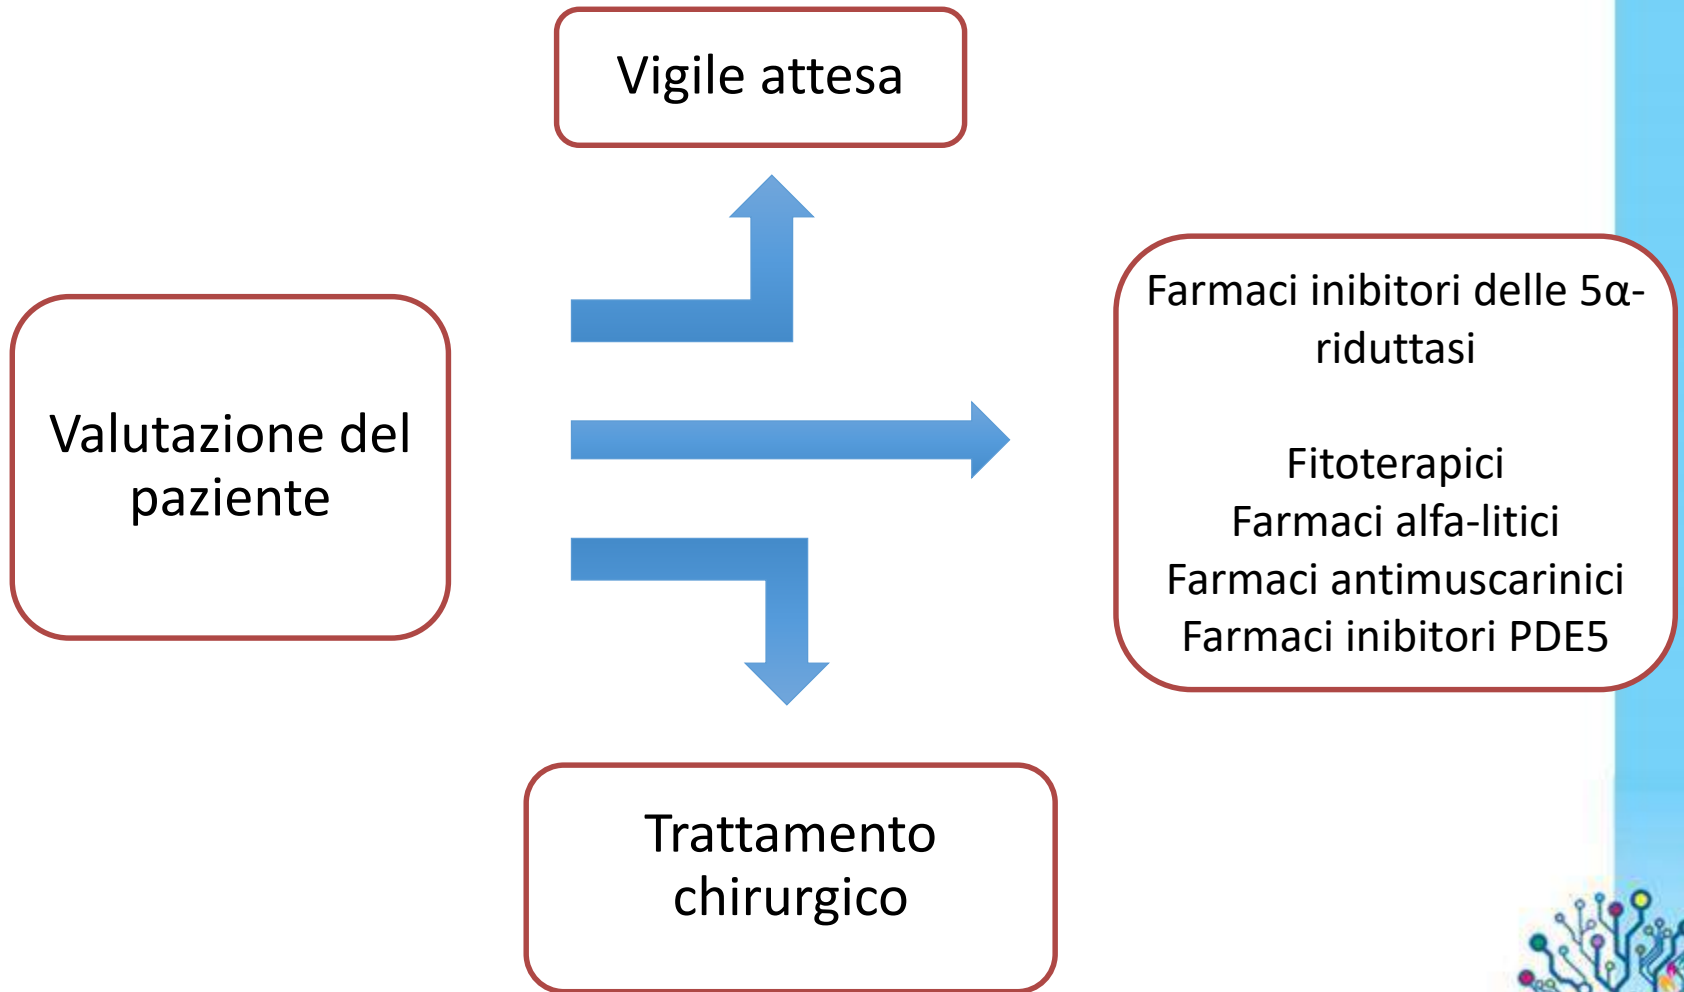 Vigile attesa
Valutazione del
paziente
Farmaci inibitori delle 5α-
riduttasi
Fitoterapici
Farmaci alfa-litici
Farmaci antimuscarinici
Farmaci inibitori PDE5
Trattamento
chirurgico